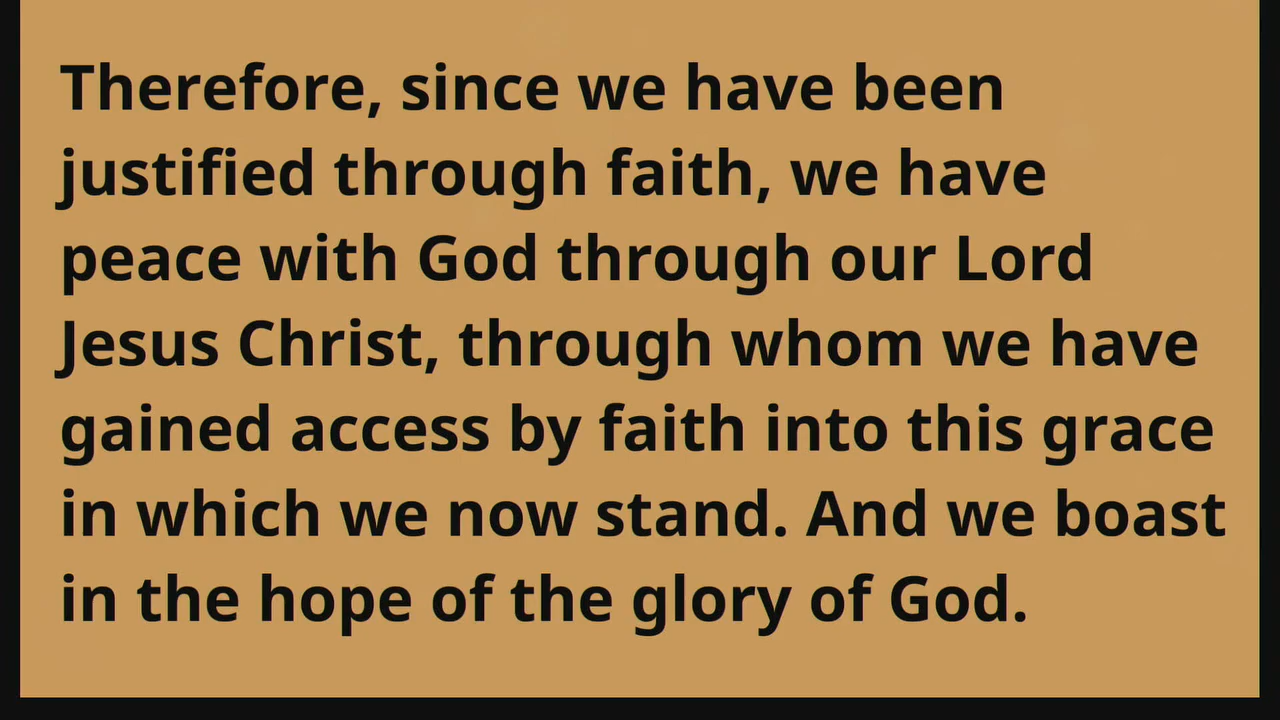 Therefore, since we have been
justified through faith, we have
peace with God through our Lord
Jesus Christ, through whom we have
gained access by faith into this grace
in which we now stand. And we boast
in the hope of the glory of God.